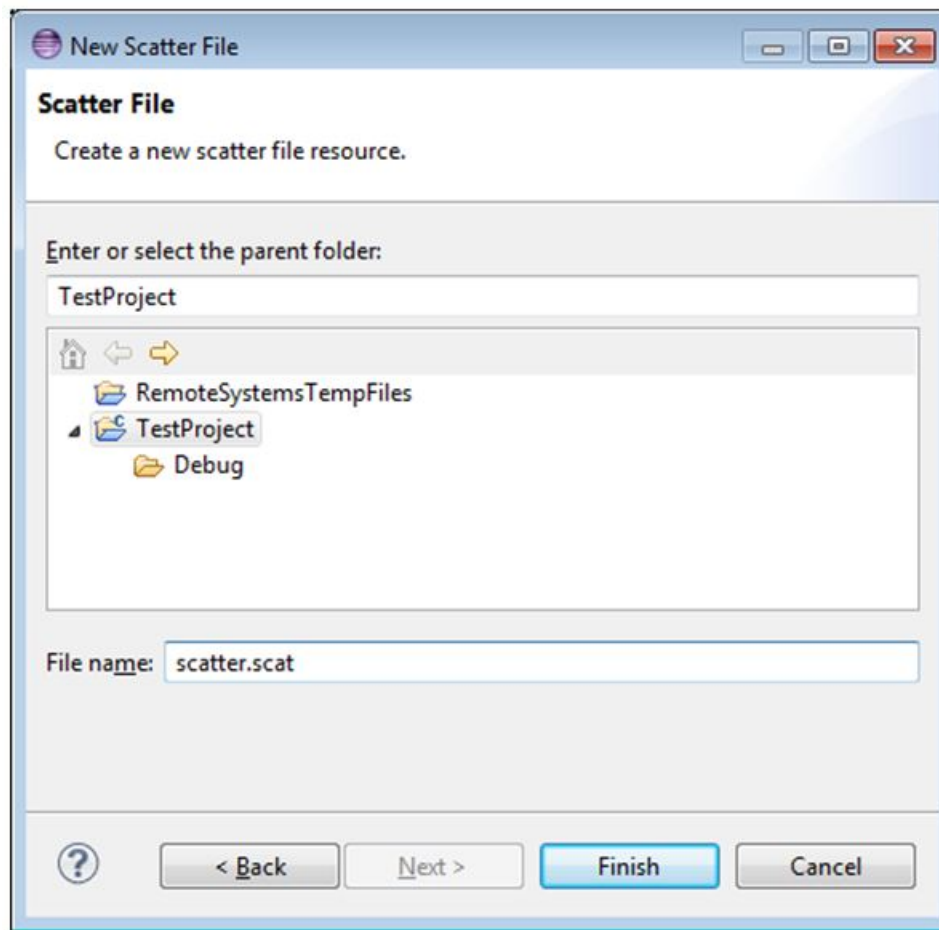 New Scatter File
Scatter File
Create a new scatter file resource.
Enter or select the parent folder:
TestProject
RemoteSystemsTempFiles
TestProject
Debug
File name: scatter.scat
? < Back Next > Finish Cancel